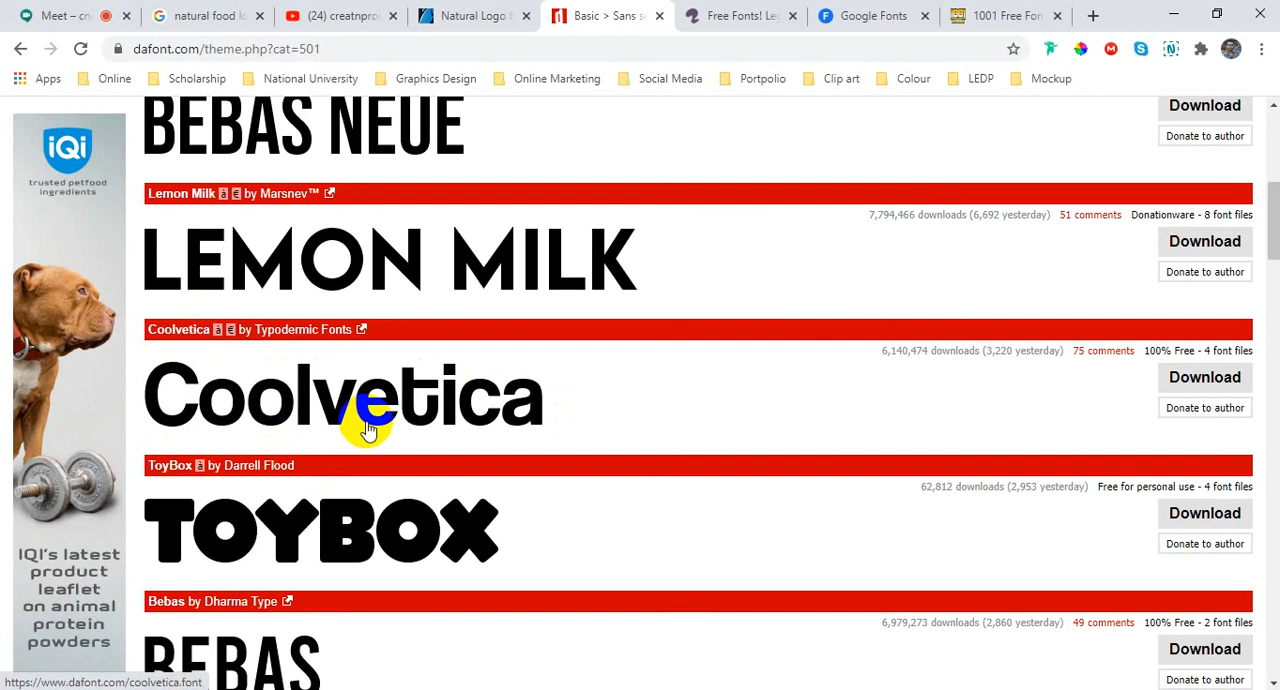 Meet – cn
natural food lo
(24) creatnproc
Natural Logo b
Basic > Sans se
Free Fonts! Leg
Google Fonts
1001 Free Fon
dafont.com/theme.php?cat=501
Apps
Online
Scholarship
National University
Graphics Design
Online Marketing
Social Media
Portpolio
Clip art
Colour
LEDP
Mockup
BEBAS NEUE
Download
Donate to author
iQi
trusted petfood
ingredients
Lemon Milk à € by Marsnev™
7,794,466 downloads (6,692 yesterday) 51 comments Donationware - 8 font files
LEMON MILK
Download
Donate to author
Coolvetica à € by Typodermic Fonts
6,140,474 downloads (3,220 yesterday) 75 comments 100% Free - 4 font files
Coolvetica
Download
Donate to author
ToyBox à by Darrell Flood
62,812 downloads (2,953 yesterday) Free for personal use - 4 font files
TOYBOX
Download
Donate to author
IQI's latest
product
leaflet
on animal
protein
powders
Bebas by Dharma Type
6,979,273 downloads (2,860 yesterday) 49 comments 100% Free - 2 font files
BEBAS
Download
Donate to author
https://www.dafont.com/coolvetica.font